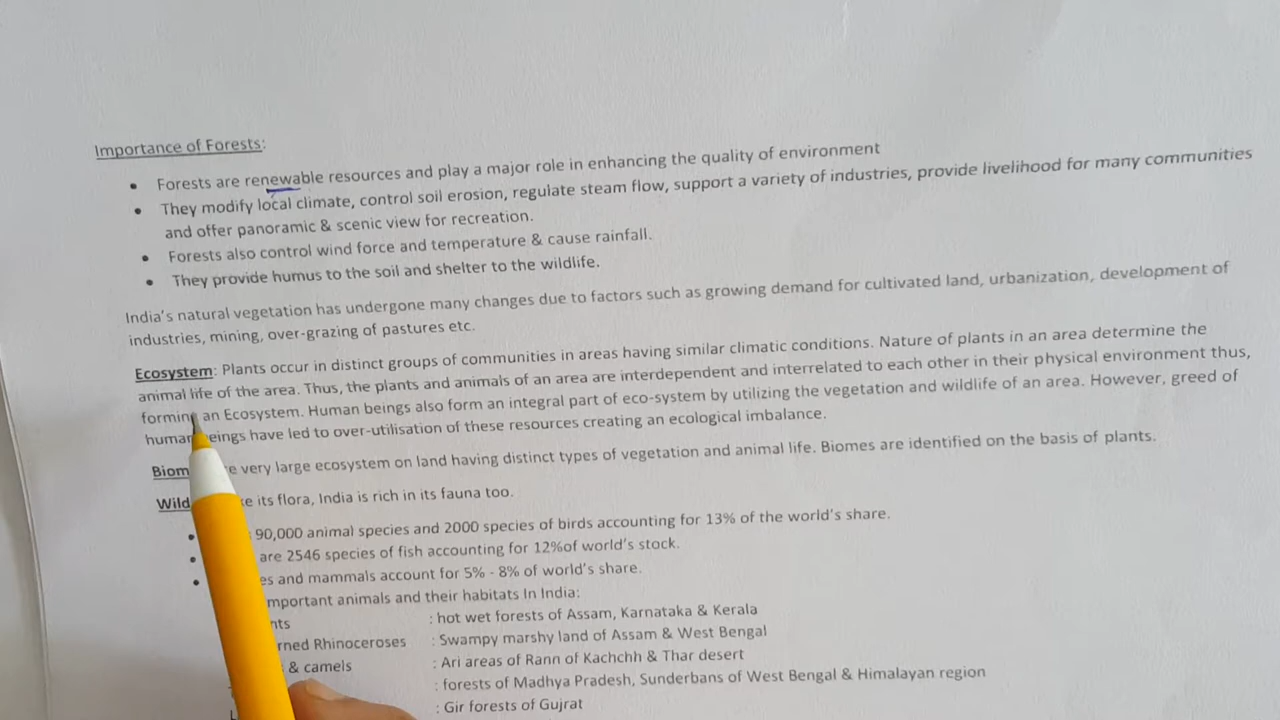 Importance of Forests:
• Forests are renewable resources and play a major role in enhancing the quality of environment
• They modify local climate, control soil erosion, regulate steam flow, support a variety of industries, provide livelihood for many communities
and offer panoramic & scenic view for recreation.
• Forests also control wind force and temperature & cause rainfall.
• They provide humus to the soil and shelter to the wildlife.
India's natural vegetation has undergone many changes due to factors such as growing demand for cultivated land, urbanization, development of
industries, mining, over-grazing of pastures etc.
Ecosystem: Plants occur in distinct groups of communities in areas having similar climatic conditions. Nature of plants in an area determine the
animal life of the area. Thus, the plants and animals of an area are interdependent and interrelated to each other in their physical environment thus,
forming an Ecosystem. Human beings also form an integral part of eco-system by utilizing the vegetation and wildlife of an area. However, greed of
human beings have led to over-utilisation of these resources creating an ecological imbalance.
Biom very large ecosystem on land having distinct types of vegetation and animal life. Biomes are identified on the basis of plants.
Wild its flora, India is rich in its fauna too.
• 90,000 animal species and 2000 species of birds accounting for 13% of the world's share.
• are 2546 species of fish accounting for 12%of world's stock.
• es and mammals account for 5% - 8% of world's share.
mportant animals and their habitats In India:
nts : hot wet forests of Assam, Karnataka & Kerala
rned Rhinoceroses : Swampy marshy land of Assam & West Bengal
& camels : Ari areas of Rann of Kachchh & Thar desert
: forests of Madhya Pradesh, Sunderbans of West Bengal & Himalayan region
: Gir forests of Gujrat